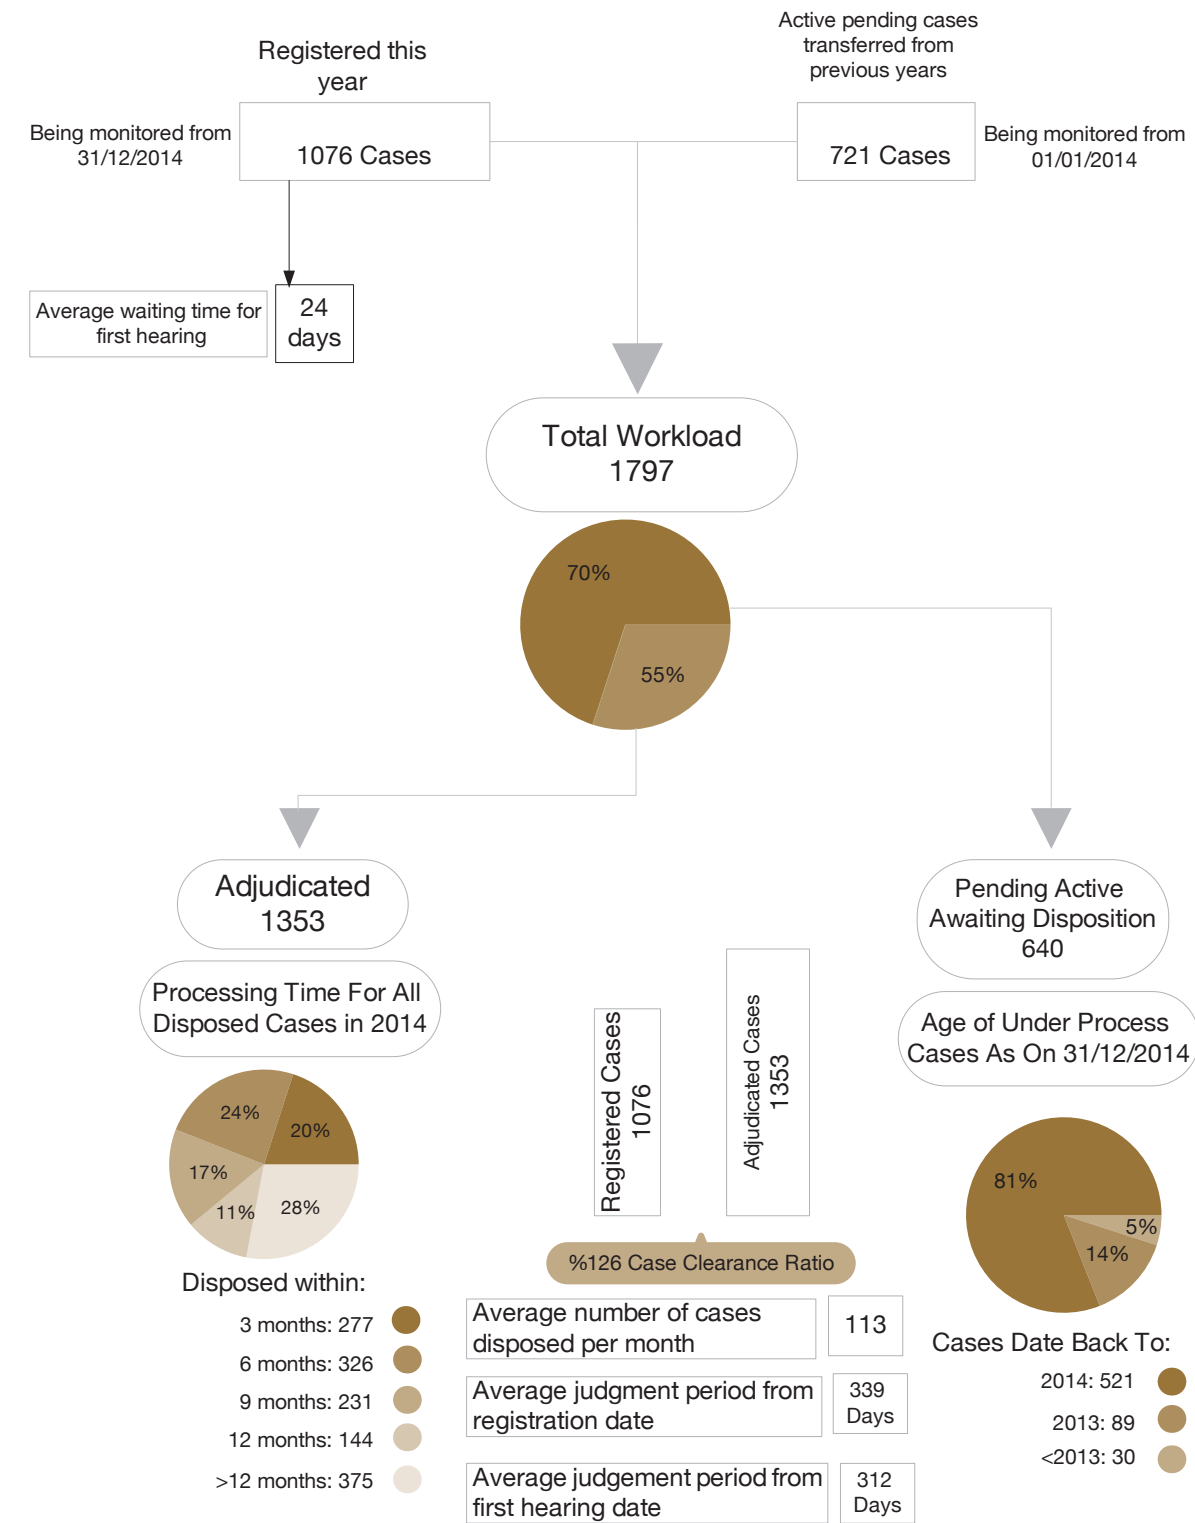 Registered this
year
Active pending cases
transferred from
previous years
Being monitored from
31/12/2014
1076 Cases
721 Cases
Being monitored from
01/01/2014
Average waiting time for
first hearing
24
days
Total Workload
1797
70%
55%
Adjudicated
1353
Pending Active
Awaiting Disposition
640
Processing Time For All
Disposed Cases in 2014
Age of Under Process
Cases As On 31/12/2014
24%
20%
17%
11%
28%
Registered Cases
1076
Adjudicated Cases
1353
81%
5%
14%
%126 Case Clearance Ratio
Disposed within:
3 months: 277
6 months: 326
9 months: 231
12 months: 144
>12 months: 375
Average number of cases
disposed per month
113
Average judgment period from
registration date
339
Days
Average judgement period from
first hearing date
312
Days
Cases Date Back To:
2014: 521
2013: 89
<2013: 30